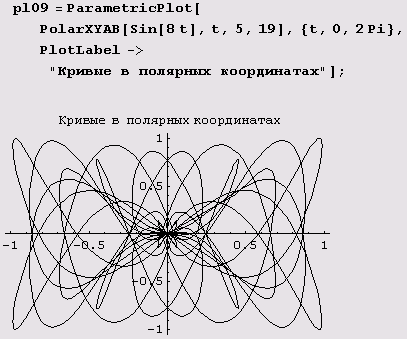 pl09 = ParametricPlot[
PolarXYAB[Sin[8 t], t, 5, 19], {t, 0, 2 Pi},
PlotLabel ->
"Кривые в полярных координатах"];
Кривые в полярных координатах
1
0.5
-1 -0.5 0.5 1
-0.5
-1